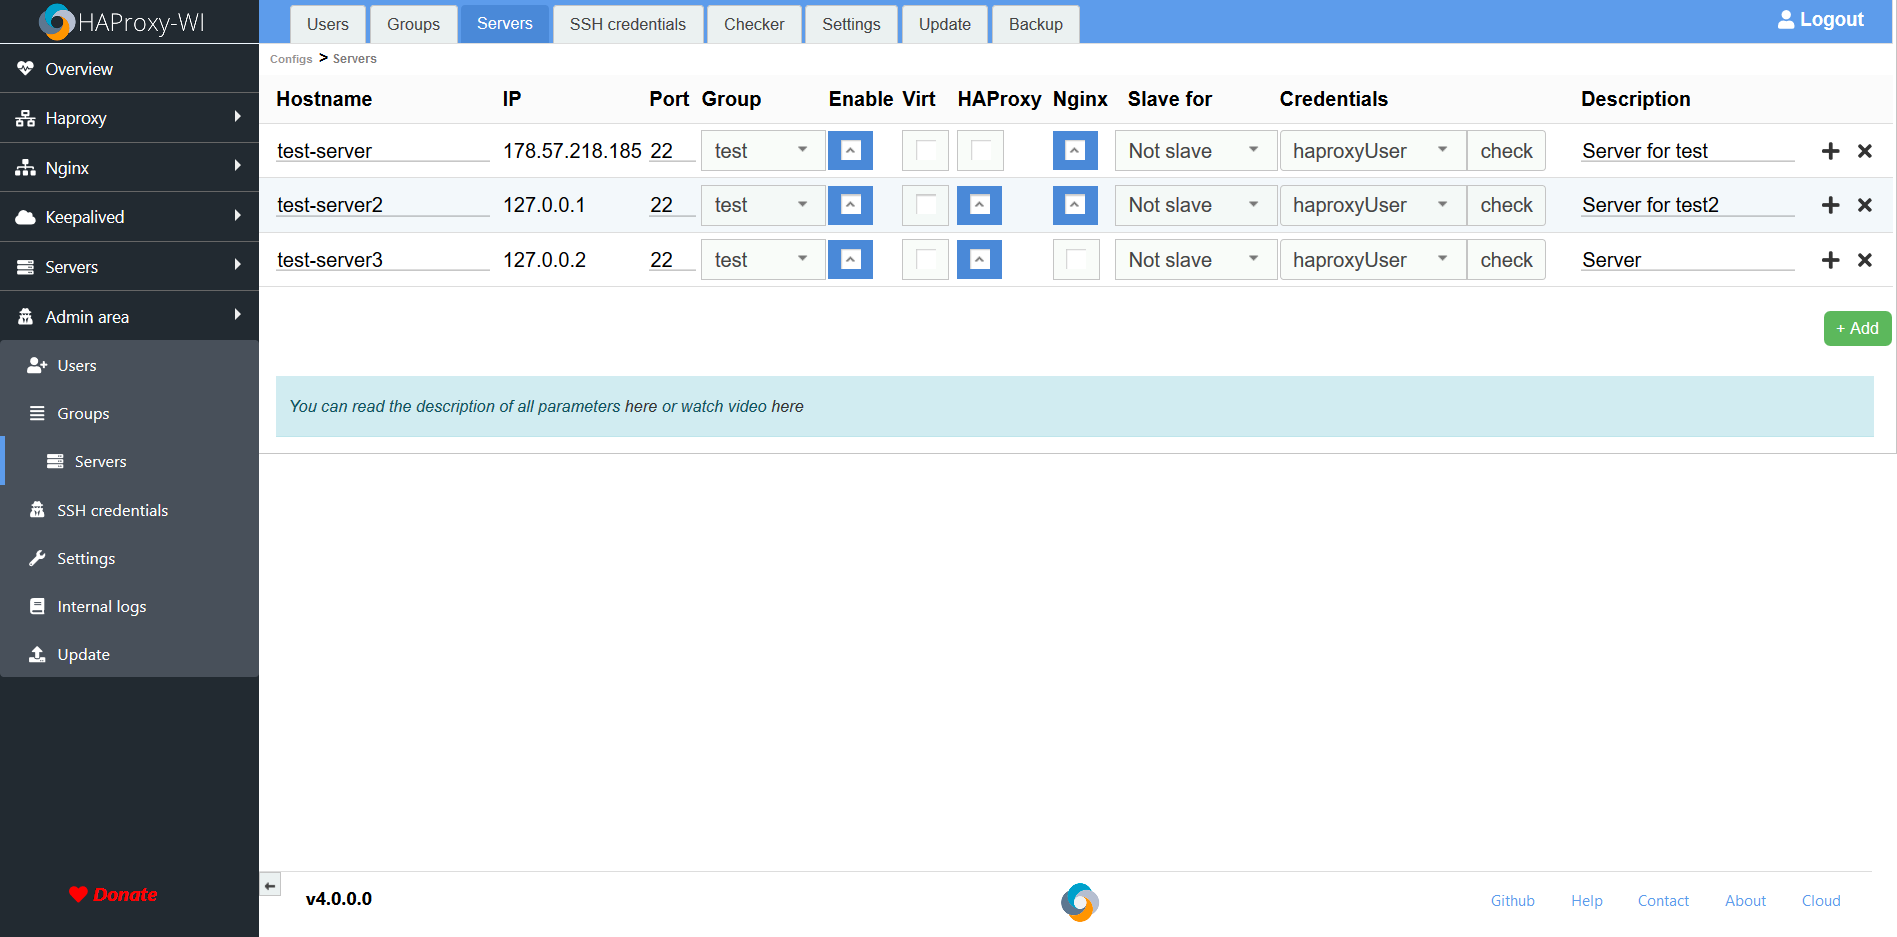 HAProxy-WI
Users Groups Servers SSH credentials Checker Settings Update Backup Logout
Configs > Servers
Overview
Haproxy
Nginx
Keepalived
Servers
Admin area
Users
Groups
Servers
SSH credentials
Settings
Internal logs
Update
Donate
Hostname IP Port Group Enable Virt HAProxy Nginx Slave for Credentials Description
test-server 178.57.218.185 22 test Not slave haproxyUser check Server for test
test-server2 127.0.0.1 22 test Not slave haproxyUser check Server for test2
test-server3 127.0.0.2 22 test Not slave haproxyUser check Server
+ Add
You can read the description of all parameters here or watch video here
v4.0.0.0
Github Help Contact About Cloud